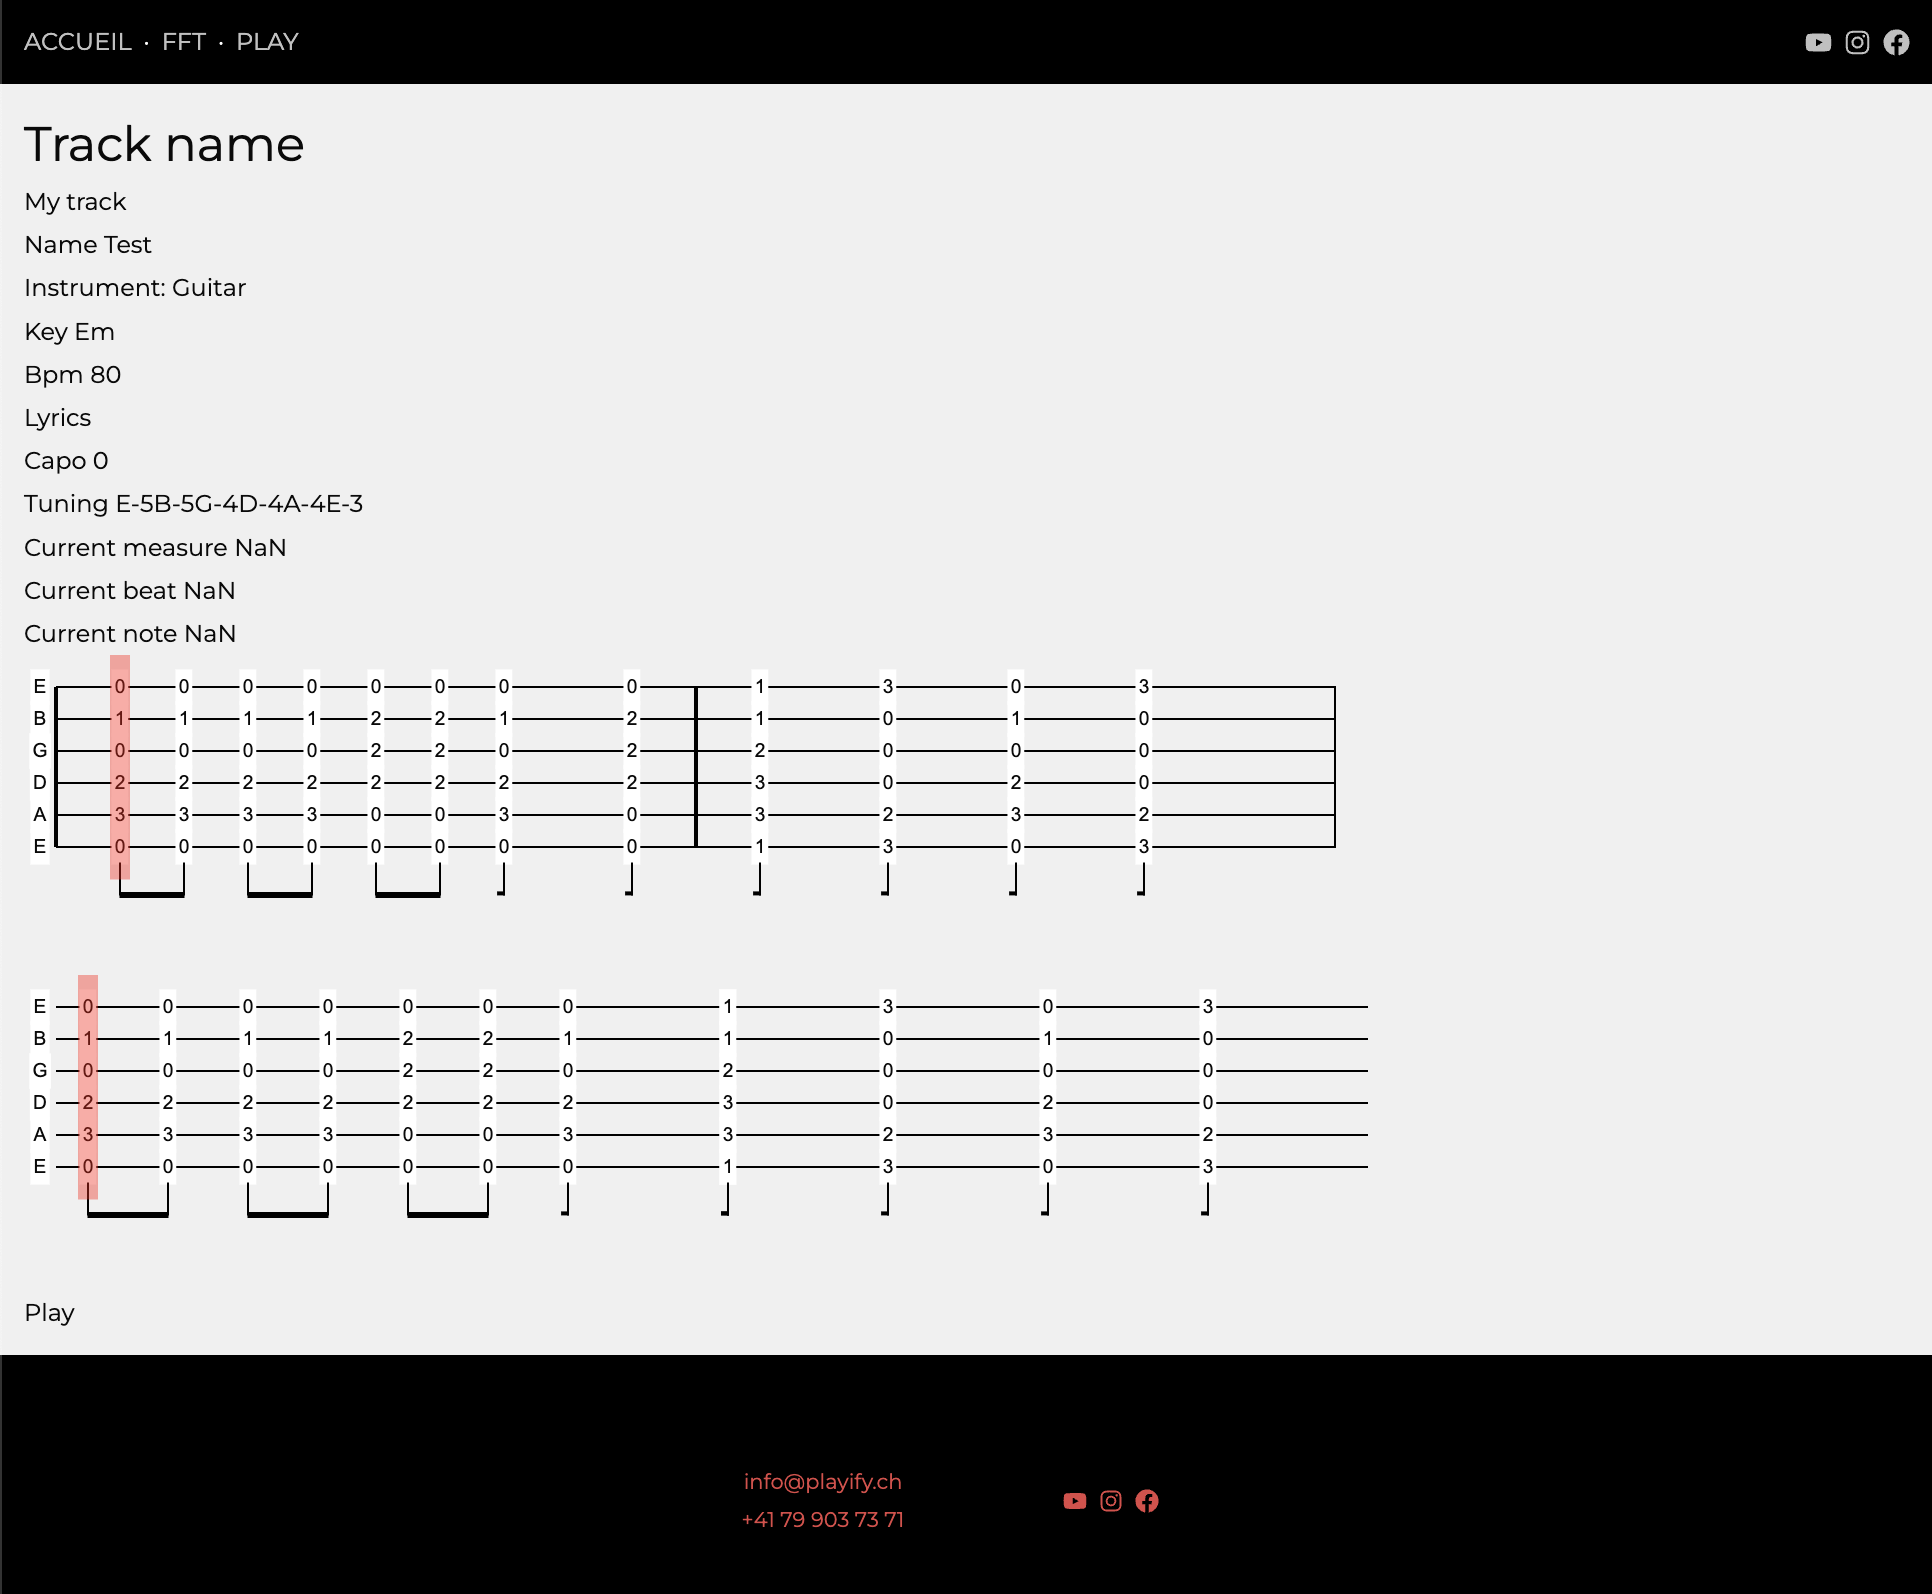 ACCUEIL · FFT · PLAY
Track name
My track
Name Test
Instrument: Guitar
Key Em
Bpm 80
Lyrics
Capo 0
Tuning E-5B-5G-4D-4A-4E-3
Current measure NaN
Current beat NaN
Current note NaN
E 0 0 0 0 0 0 0 0 1 3 0 3
B 1 1 1 1 2 2 1 2 1 0 1 0
G 0 0 0 0 2 2 0 2 2 0 0 0
D 2 2 2 2 2 2 2 2 3 0 2 0
A 3 3 3 3 0 0 3 0 3 2 3 2
E 0 0 0 0 0 0 0 0 1 3 0 3
E 0 0 0 0 0 0 0 1 3 0 3
B 1 1 1 1 2 2 1 1 0 1 0
G 0 0 0 0 2 2 0 2 0 0 0
D 2 2 2 2 2 2 2 3 0 2 0
A 3 3 3 3 0 0 3 3 2 3 2
E 0 0 0 0 0 0 0 1 3 0 3
Play
info@playify.ch
+41 79 903 73 71